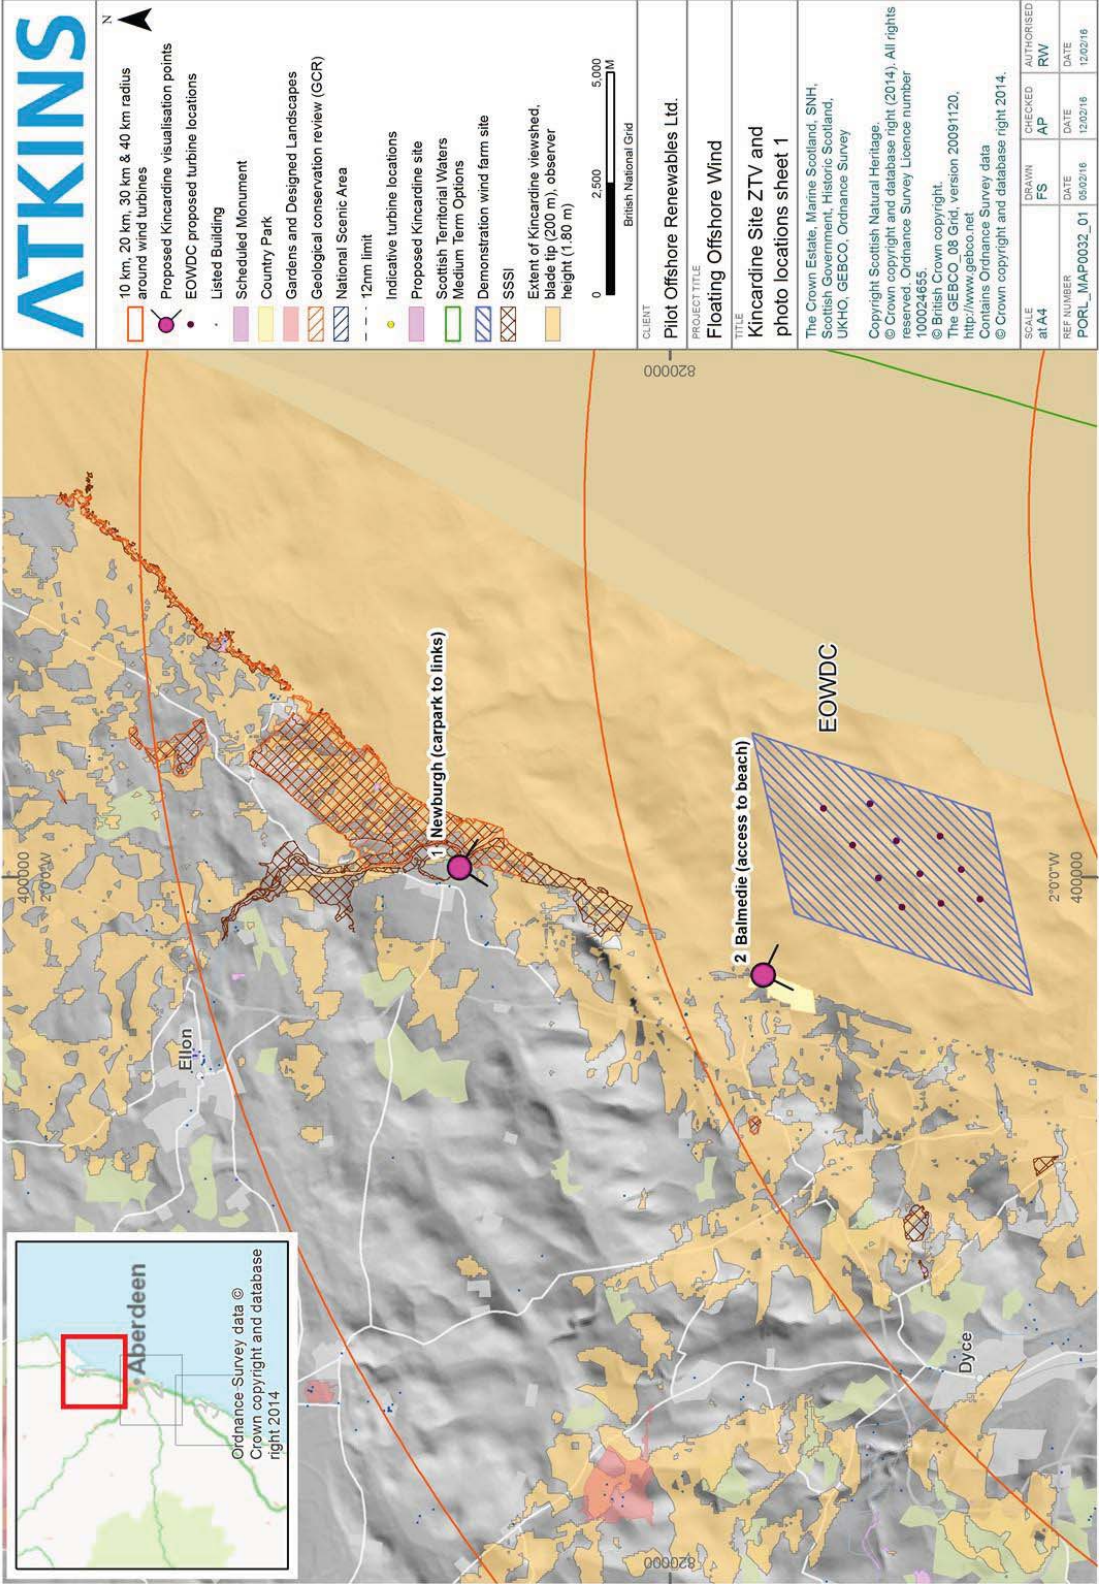 ATKINS
N
10 km, 20 km, 30 km & 40 km radius
around wind turbines
Proposed Kincardine visualisation points
EOWDC proposed turbine locations
Listed Building
Scheduled Monument
Country Park
Gardens and Designed Landscapes
Geological conservation review (GCR)
National Scenic Area
12nm limit
Indicative turbine locations
Proposed Kincardine site
Scottish Territorial Waters
Medium Term Options
Demonstration wind farm site
SSSI
Extent of Kincardine viewshed,
blade tip (200 m), observer
height (1.80 m)
0 2,500 5,000
M
British National Grid
CLIENT
Pilot Offshore Renewables Ltd.
PROJECT TITLE
Floating Offshore Wind
TITLE
Kincardine Site ZTV and
photo locations sheet 1
The Crown Estate, Marine Scotland, SNH,
Scottish Government, Historic Scotland,
UKHO, GEBCO, Ordnance Survey
Copyright Scottish Natural Heritage.
© Crown copyright and database right (2014). All rights
reserved. Ordnance Survey Licence number
100024655.
© British Crown copyright.
The GEBCO_08 Grid, version 20091120,
http://www.gebco.net
Contains Ordnance Survey data
© Crown copyright and database right 2014.
SCALE
at A4
DRAWN
FS
CHECKED
AP
AUTHORISED
RW
REF NUMBER
PORL_MAP0032_01
DATE
05/02/16
DATE
12/02/16
DATE
12/02/16
400000
2°0'0"W
820000
1 Newburgh (carpark to links)
2 Balmedie (access to beach)
EOWDC
Ellon
Dyce
2°0'0"W
400000
820000
Aberdeen
Ordnance Survey data ©
Crown copyright and database
right 2014